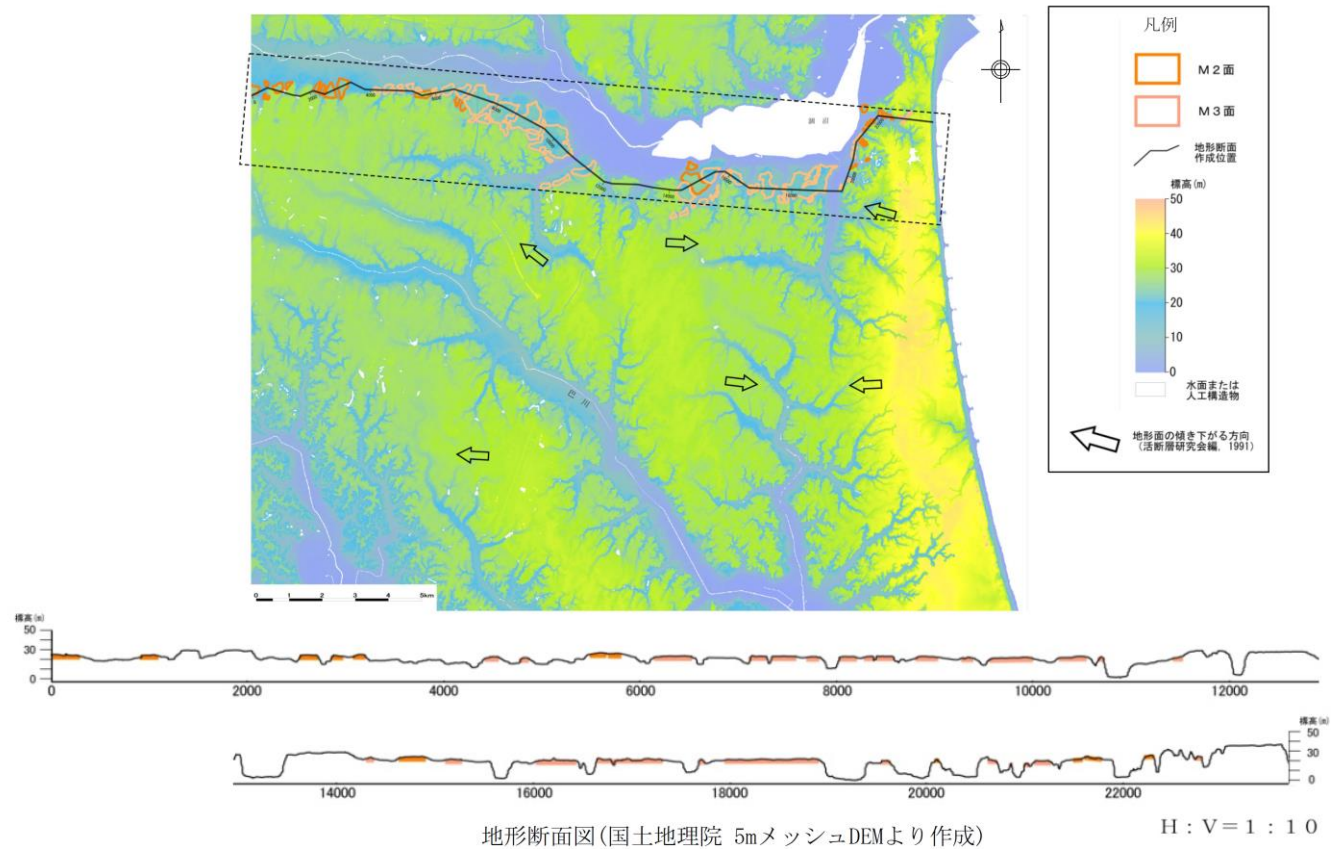 凡例
M2面
M3面
地形断面
作成位置
標高(m)
50
40
30
20
10
0
水面または
人工構造物
地形面の傾き下がる方向
(活断層研究会編, 1991)
涸沼
巴川
0 1 2 3 4 5km
標高(m)
50
30
0
0 2000 4000 6000 8000 10000 12000
標高(m)
50
30
0
14000 16000 18000 20000 22000
地形断面図(国土地理院 5mメッシュDEMより作成)
H:V=1:10